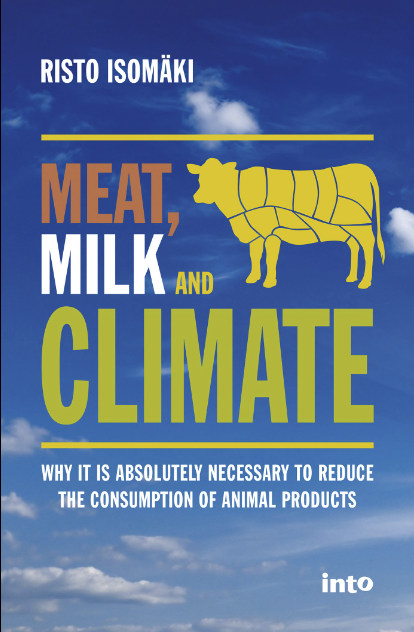 RISTO ISOMÄKI
MEAT,
MILK AND
CLIMATE
WHY IT IS ABSOLUTELY NECESSARY TO REDUCE
THE CONSUMPTION OF ANIMAL PRODUCTS
into